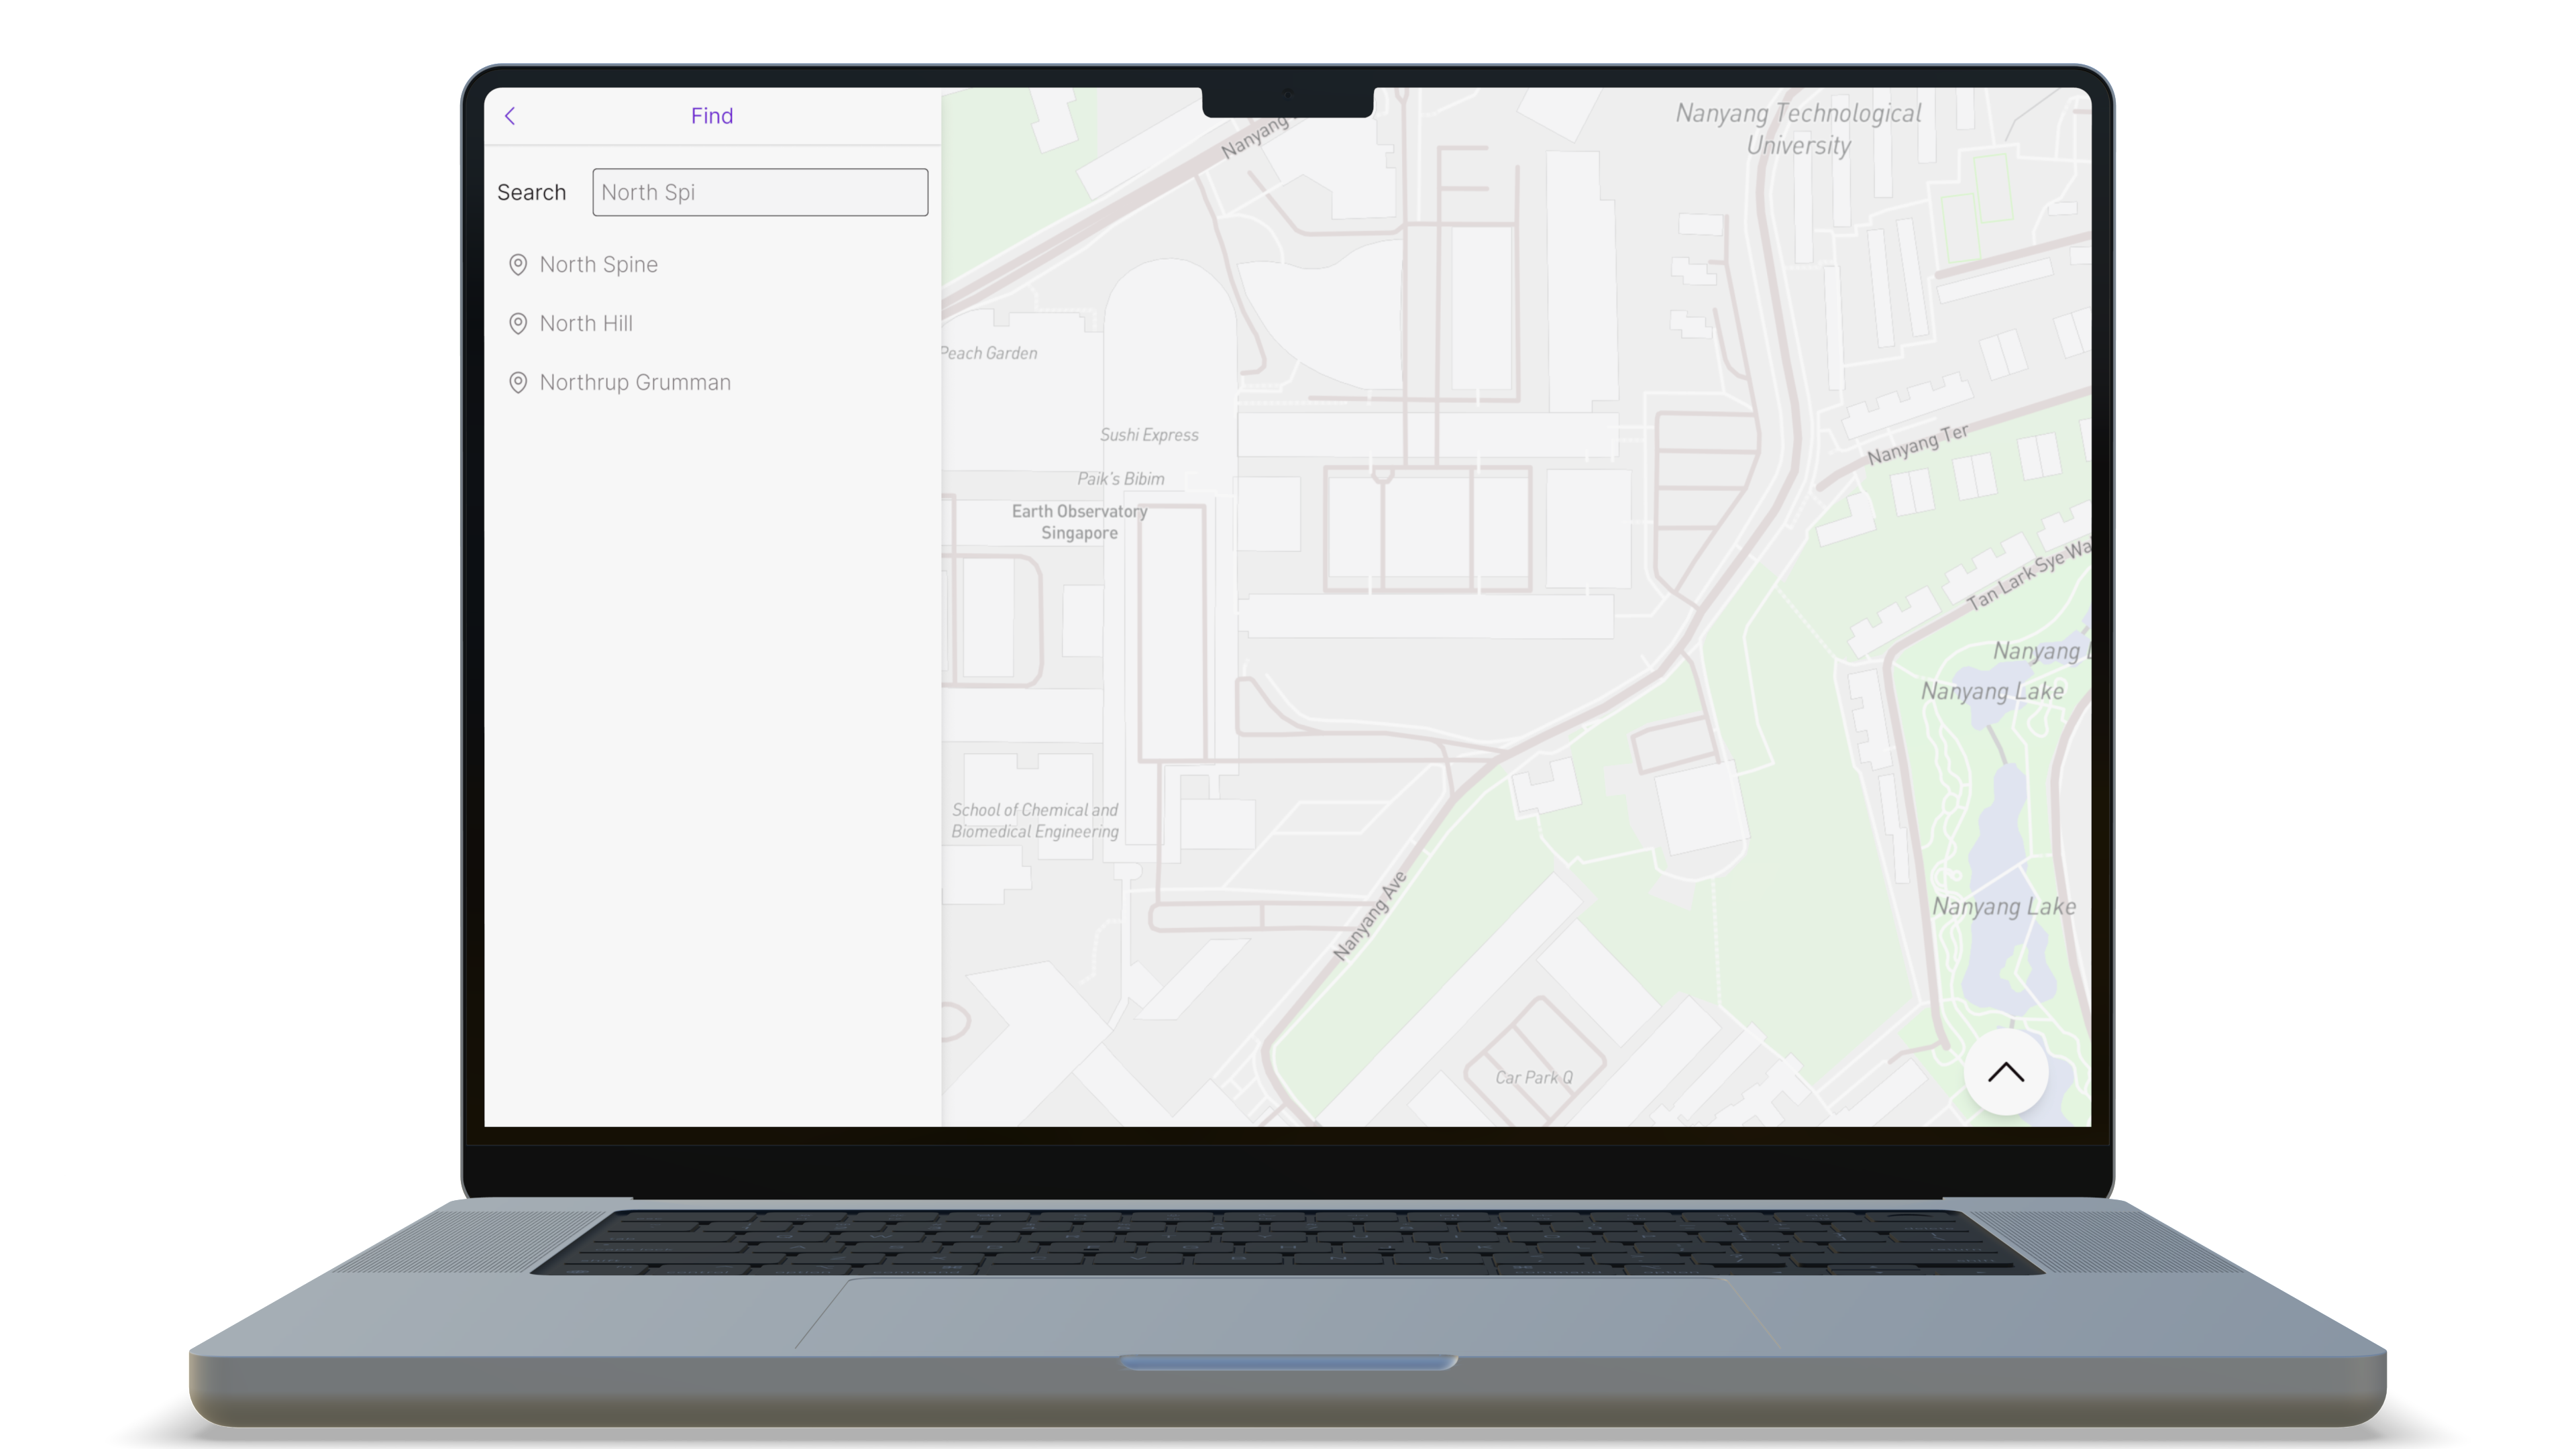 Find
Search
North Spi
North Spine
North Hill
Northrup Grumman
Nanyang
Nanyang Technological
University
Peach Garden
Sushi Express
Paik's Bibim
Earth Observatory
Singapore
Nanyang Ter
Tan Lark Sye Wa
Nanyang L
Nanyang Lake
School of Chemical and
Biomedical Engineering
Nanyang Ave
Nanyang Lake
Car Park Q